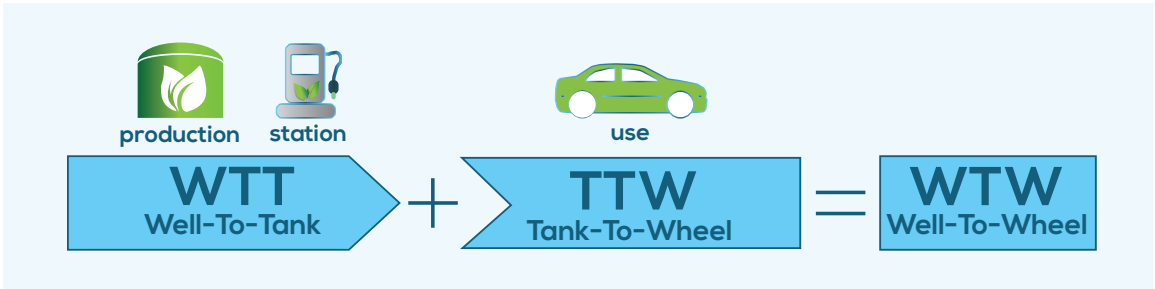 production
station
use
WTT
Well-To-Tank
+
TTW
Tank-To-Wheel
=
WTW
Well-To-Wheel